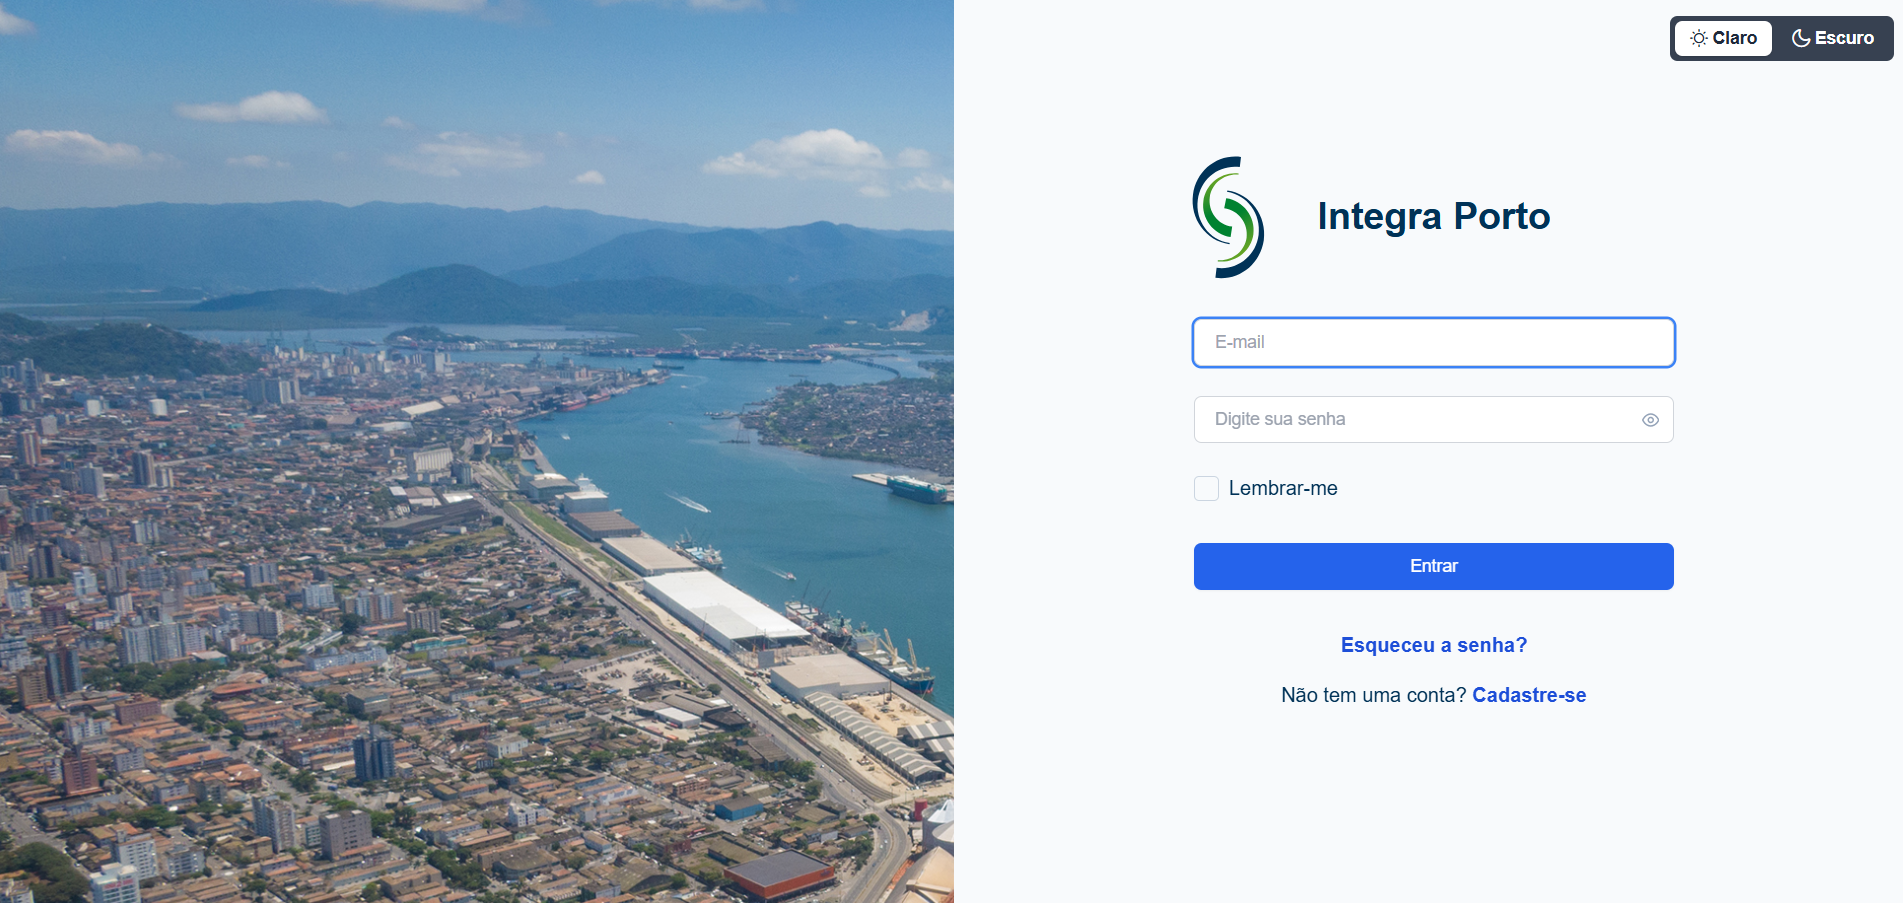 Claro
Escuro
Integra Porto
E-mail
Digite sua senha
Lembrar-me
Entrar
Esqueceu a senha?
Não tem uma conta? Cadastre-se